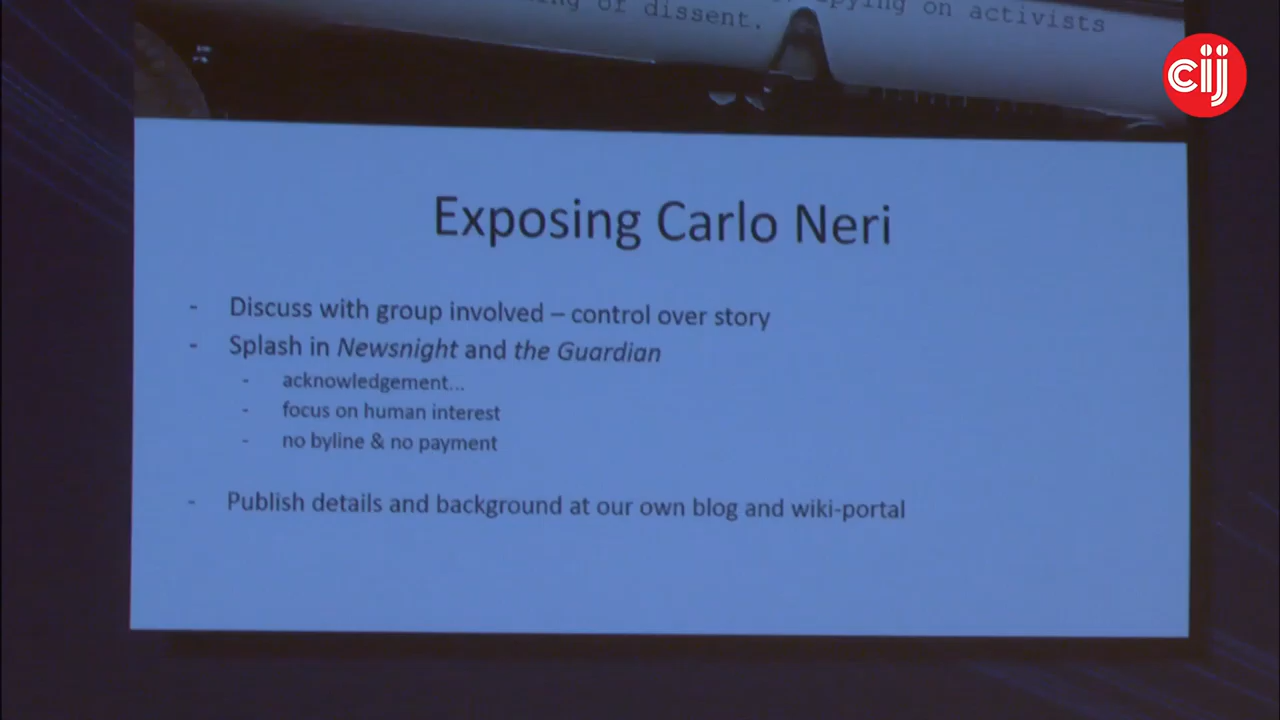 of dissent.
on activists
cij
Exposing Carlo Neri
- Discuss with group involved – control over story
- Splash in Newsnight and the Guardian
- acknowledgement...
- focus on human interest
- no byline & no payment
- Publish details and background at our own blog and wiki-portal